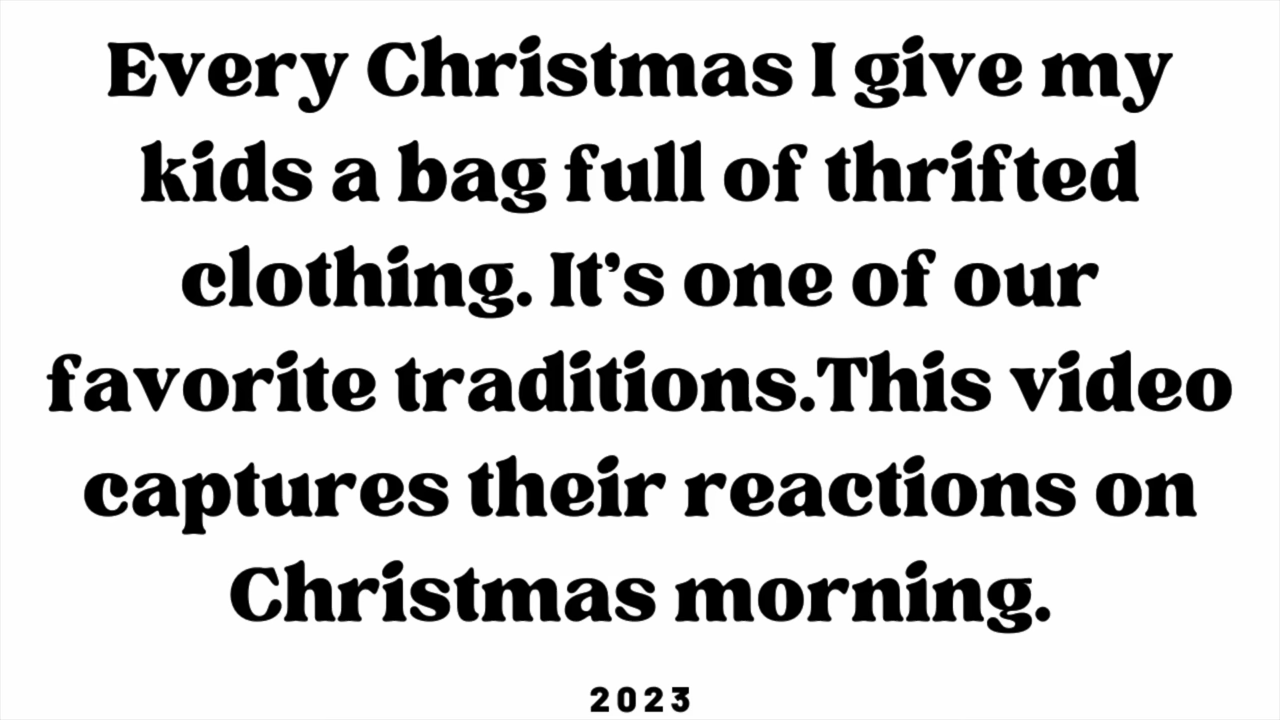 Every Christmas I give my
kids a bag full of thrifted
clothing. It's one of our
favorite traditions.This video
captures their reactions on
Christmas morning.
2023